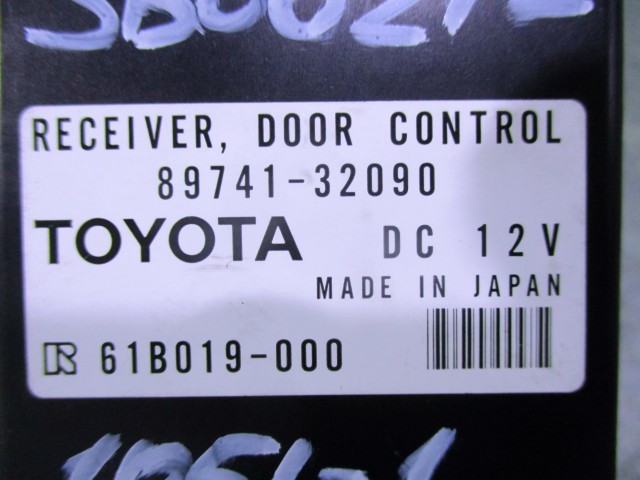 RECEIVER, DOOR CONTROL
89741-32090
TOYOTA DC 12V
MADE IN JAPAN
R 61B019-000